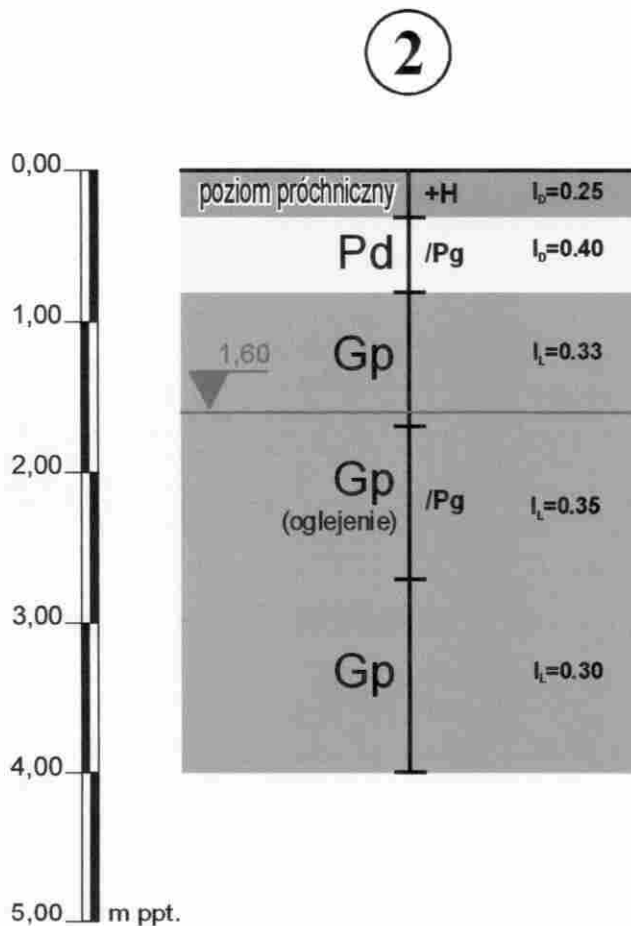 2
0,00
poziom próchniczny +H I_D=0.25
Pd /Pg I_D=0.40
1,00
Gp I_L=0.33
1,60
2,00
Gp /Pg I_L=0.35
(oglejenie)
3,00
Gp I_L=0.30
4,00
5,00 m ppt.